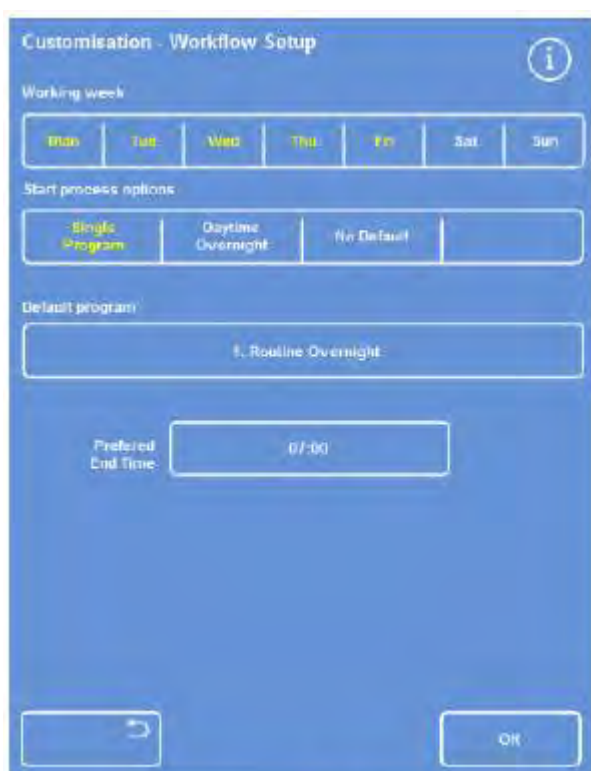 Customisation - Workflow Setup
i
Working week
Mon Tue Wed Thu Fri Sat Sun
Start process options
Single Program
Daytime Overnight
No Default
Default program
1. Routine Overnight
Prefered
End Time
07:00
OK